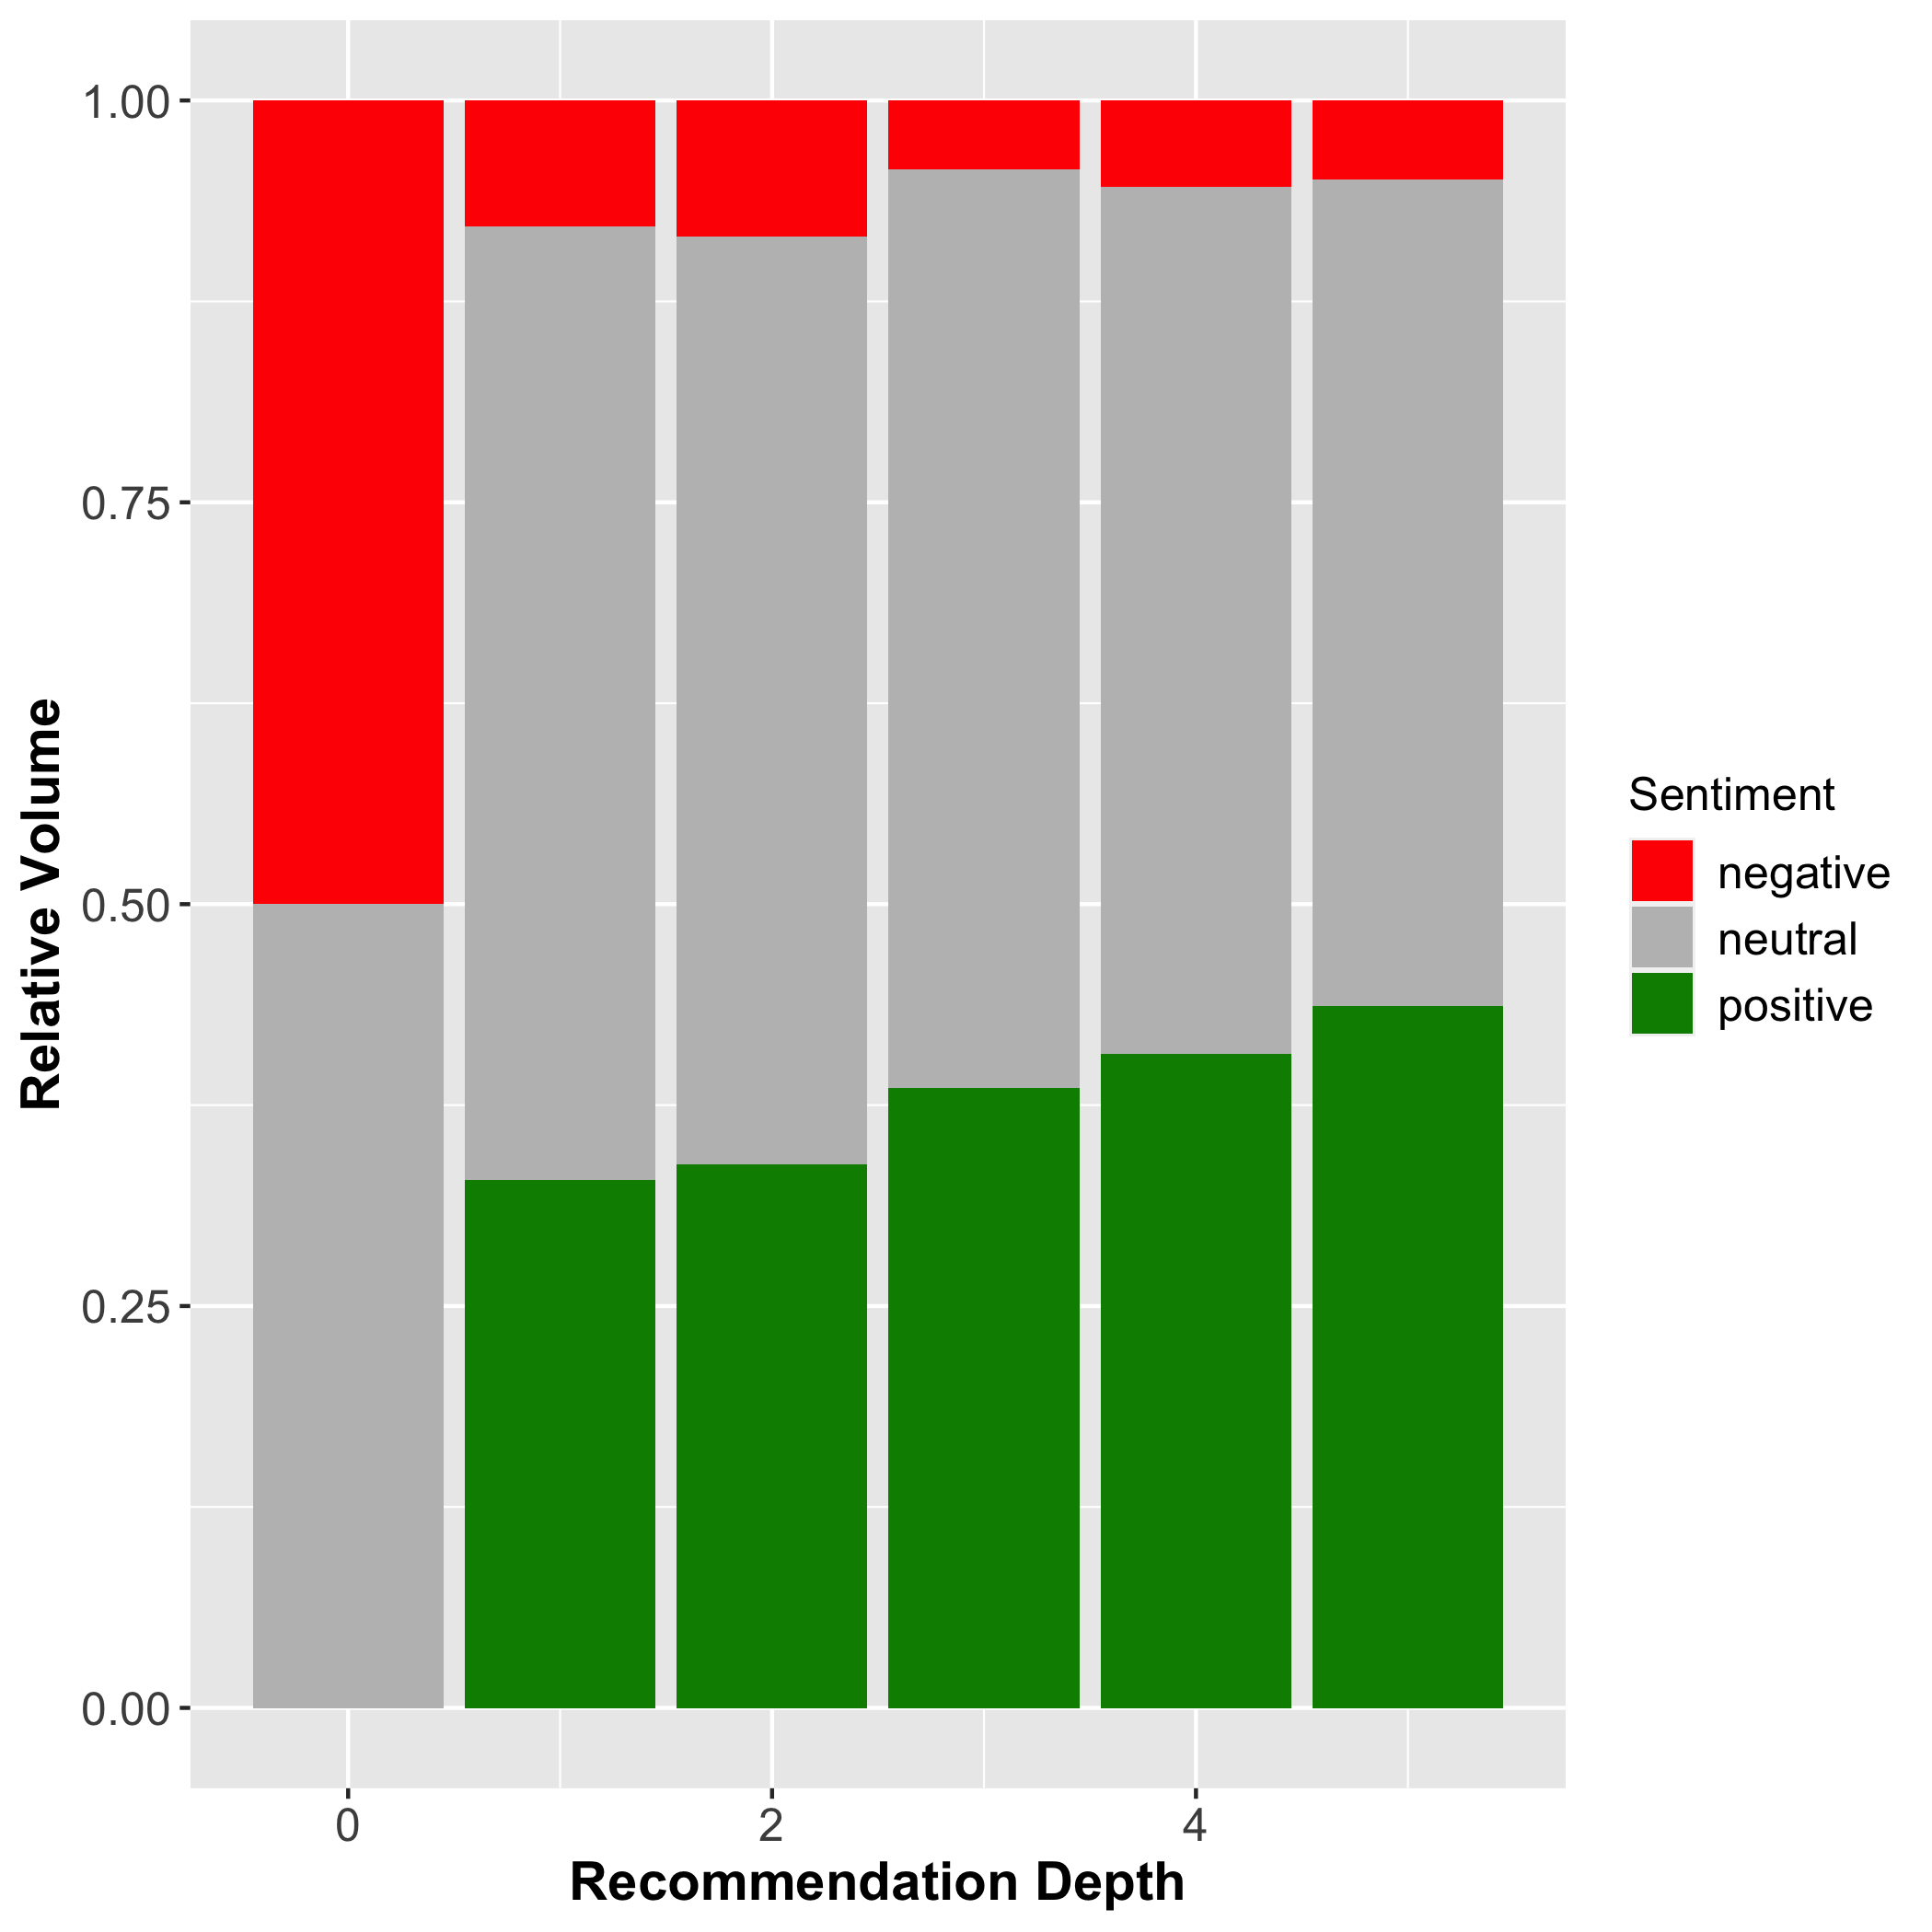 1.00
0.75
0.50
0.25
0.00
Relative Volume
0
2
4
Recommendation Depth
Sentiment
negative
neutral
positive